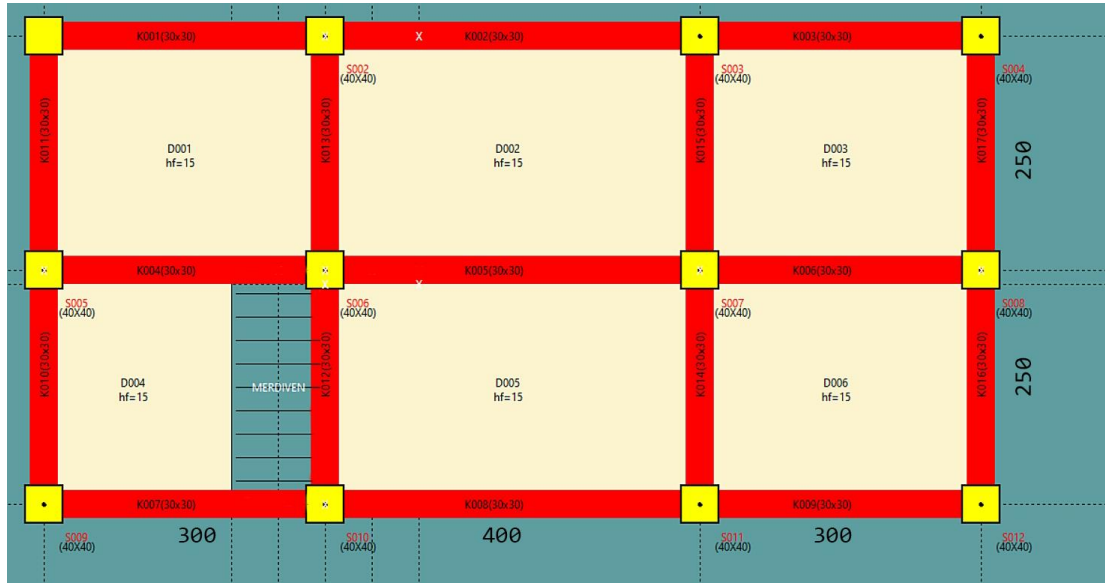 K001(30x30)
K002(30x30)
K003(30x30)
X
S002
(40X40)
S003
(40X40)
S004
(40X40)
K011(30x30)
K013(30x30)
K015(30x30)
K017(30x30)
D001
hf=15
D002
hf=15
D003
hf=15
250
K004(30x30)
K005(30x30)
K006(30x30)
X
S005
(40X40)
S006
(40X40)
S007
(40X40)
S008
(40X40)
K010(30x30)
K012(30x30)
K014(30x30)
K016(30x30)
D004
hf=15
MERDIVEN
D005
hf=15
D006
hf=15
250
K007(30x30)
K008(30x30)
K009(30x30)
300
400
300
S009
(40X40)
S010
(40X40)
S011
(40X40)
S012
(40X40)